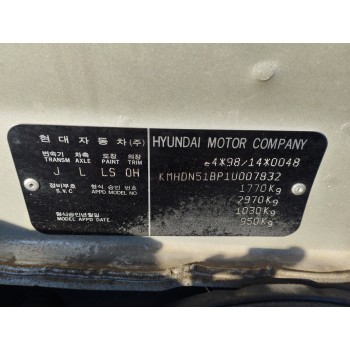 현대자동차(주) HYUNDAI MOTOR COMPANY
변속기 차축 도장 의장
TRANSM AXLE PAINT TRIM
e4*98/14*0048
J L LS OH
KMHDN51BP1U007832
정비부호 형식 승인 번호
S.V.C APPD MODEL NO
1770Kg
2970Kg
형식승인년월일
MODEL APPD DATE
1030Kg
950Kg